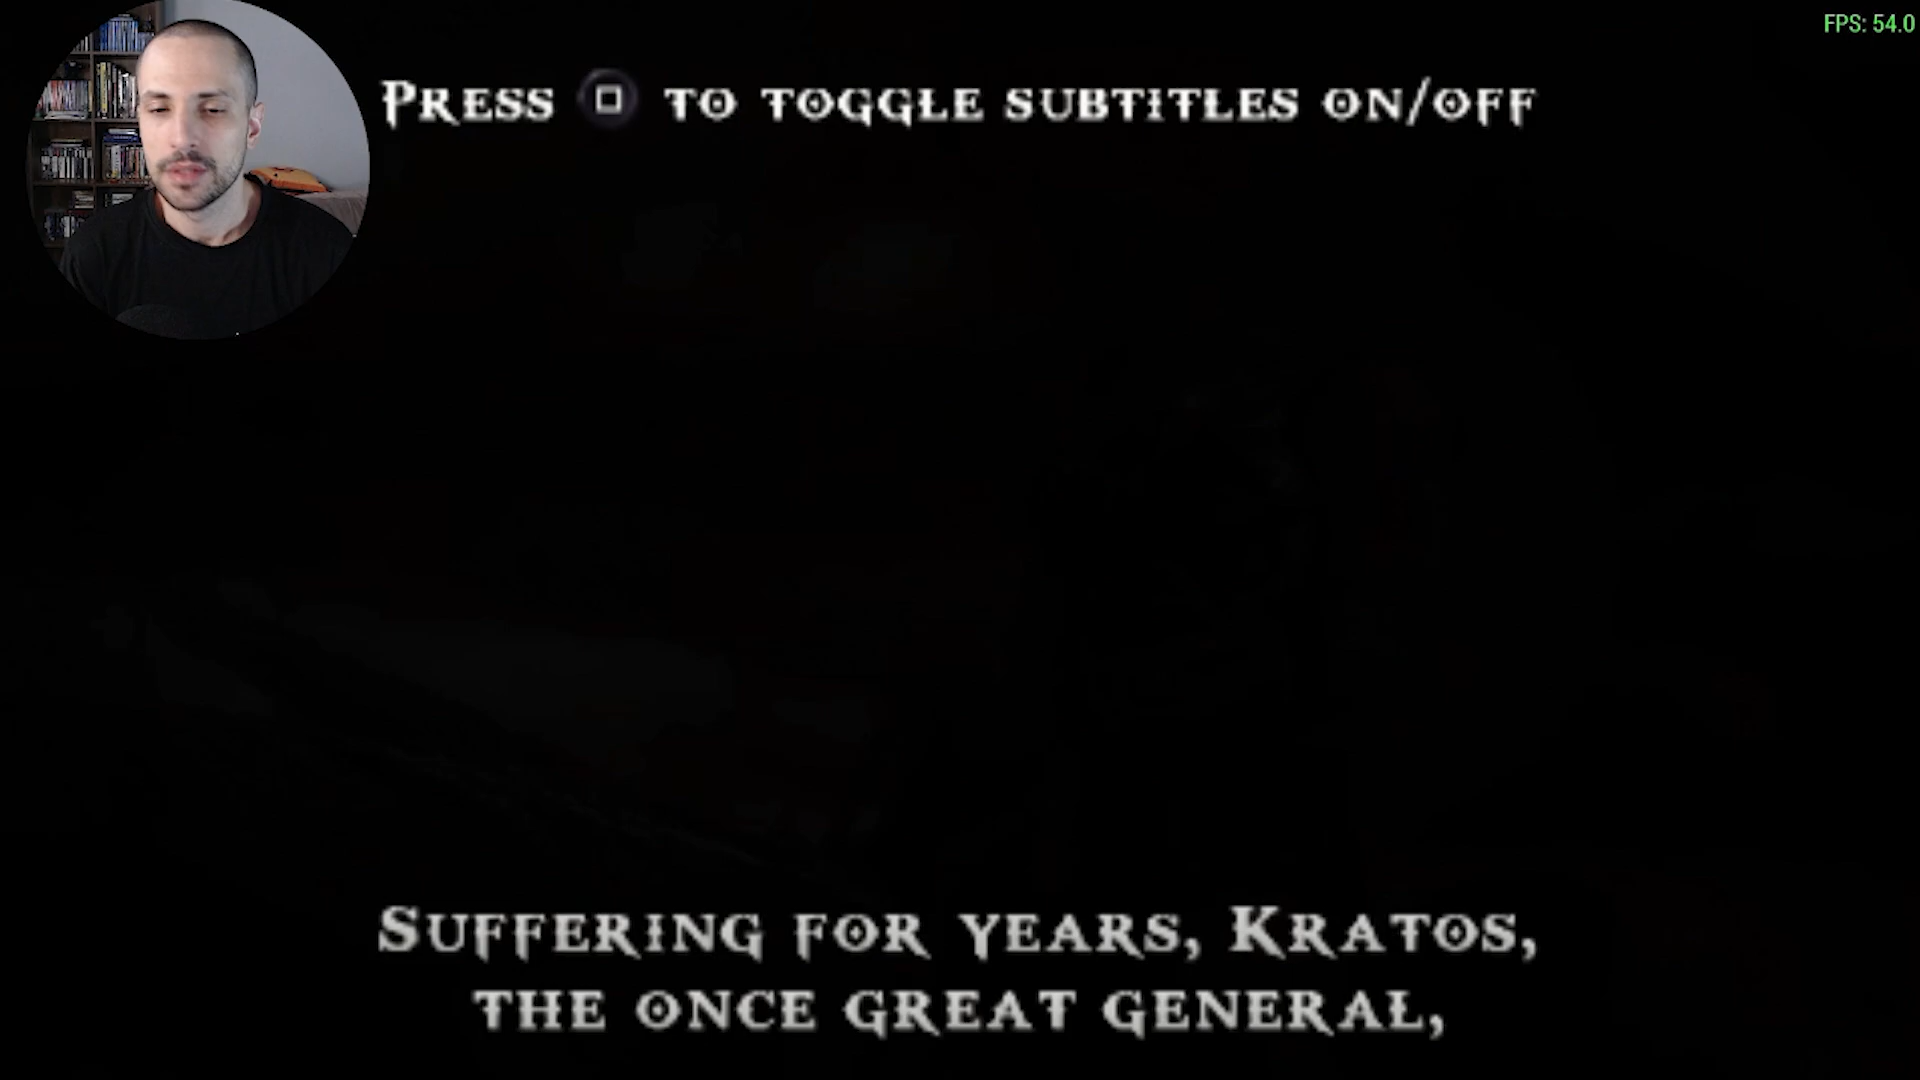 FPS: 54.0
PRESS □ TO TOGGLE SUBTITLES ON/OFF
SUFFERING FOR YEARS, KRATOS,
THE ONCE GREAT GENERAL,